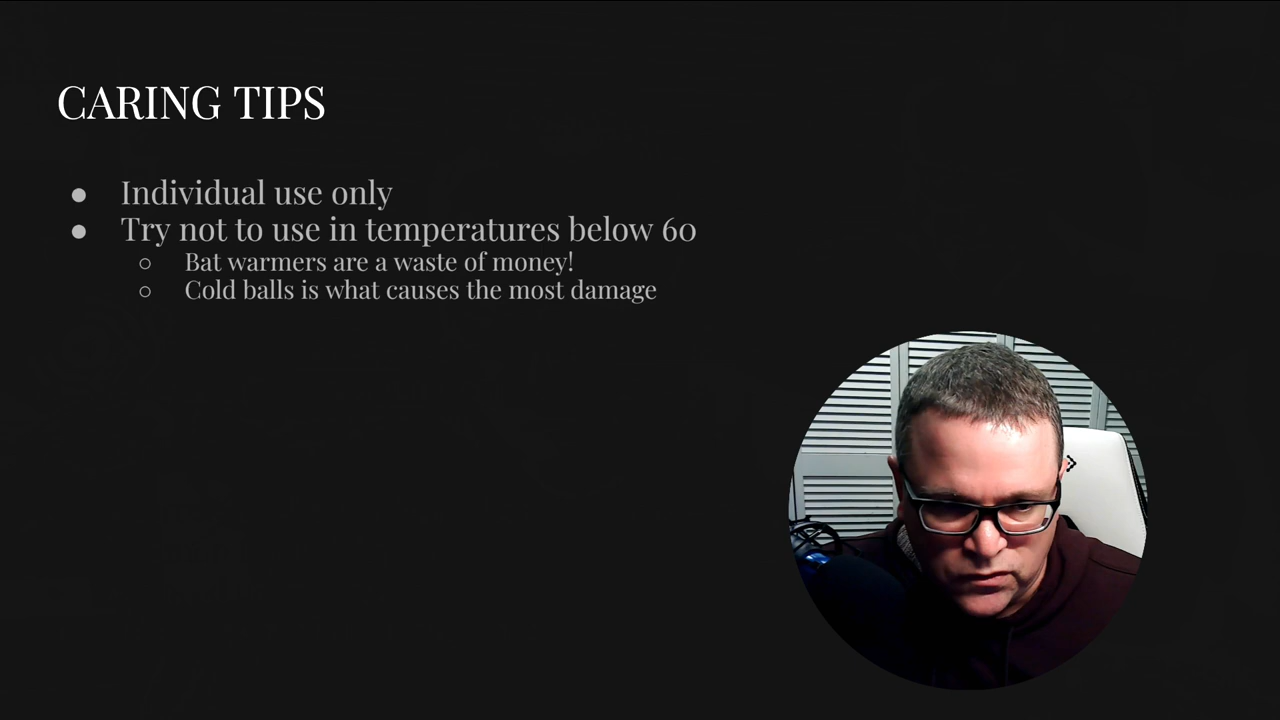 CARING TIPS
● Individual use only
● Try not to use in temperatures below 60
○ Bat warmers are a waste of money!
○ Cold balls is what causes the most damage